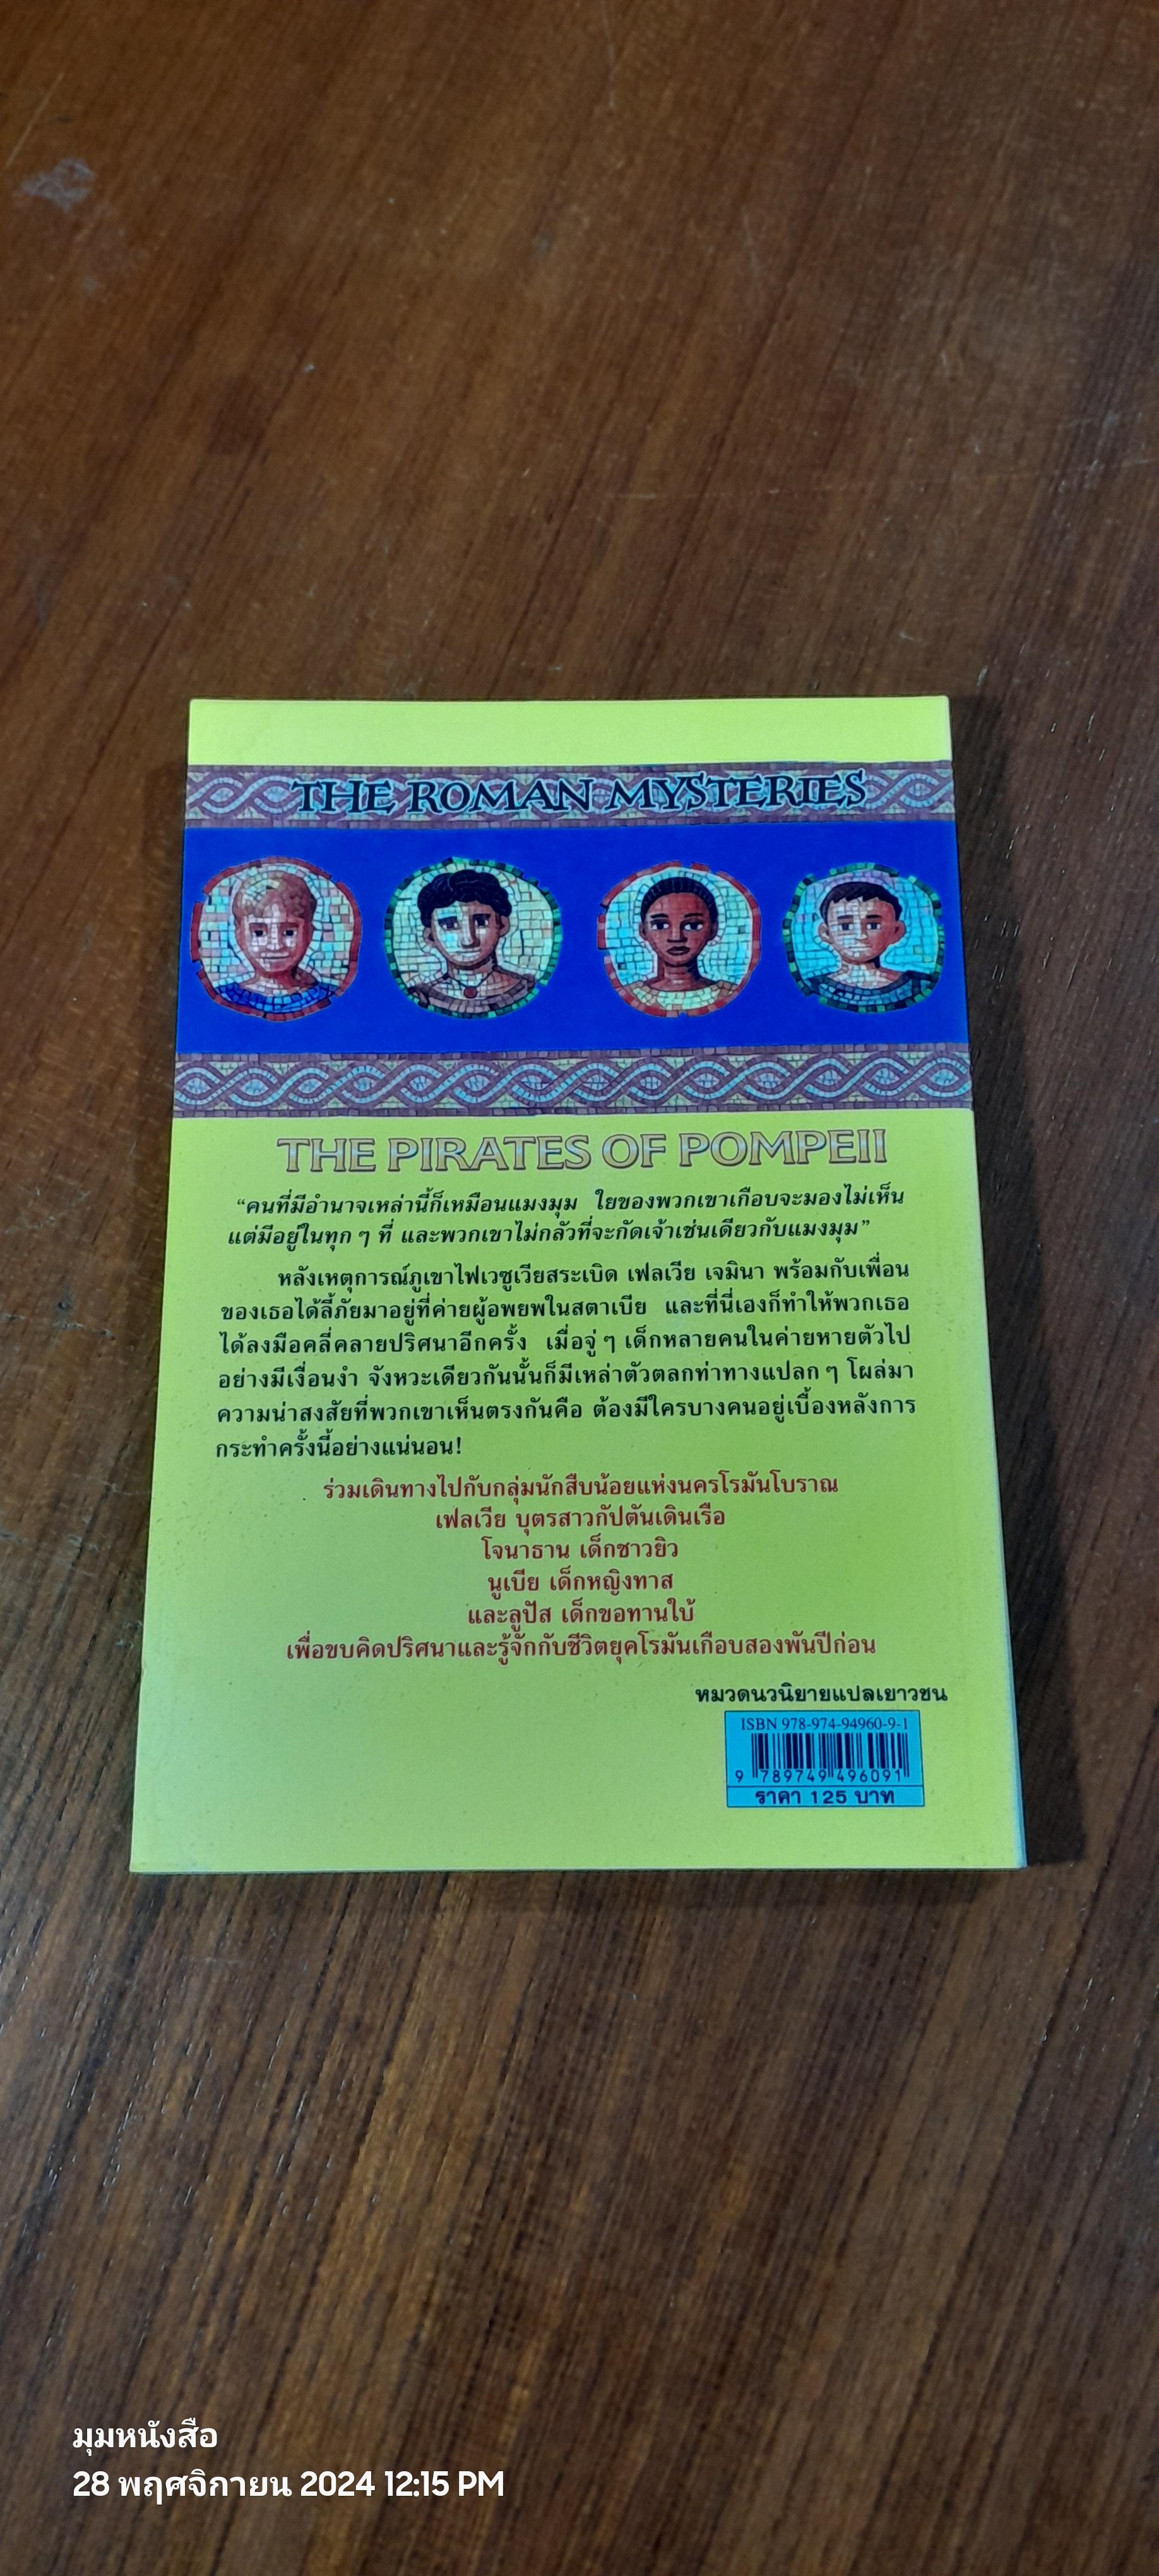 THE ROMAN MYSTERIES
THE PIRATES OF POMPEII
“คนที่มีอำนาจเหล่านี้ก็เหมือนแมงมุม ใยของพวกเขาเกือบจะมองไม่เห็น
แต่มีอยู่ในทุก ๆ ที่ และพวกเขาไม่กลัวที่จะกัดเจ้าเช่นเดียวกับแมงมุม”
หลังเหตุการณ์ภูเขาไฟเวซูเวียสระเบิด เฟลเวีย เจมินา พร้อมกับเพื่อน
ของเธอได้ลี้ภัยมาอยู่ที่ค่ายผู้อพยพในสตาเบีย และที่นี่เองก็ทำให้พวกเธอ
ได้ลงมือคลี่คลายปริศนาอีกครั้ง เมื่อจู่ ๆ เด็กหลายคนในค่ายหายตัวไป
อย่างมีเงื่อนงำ จังหวะเดียวกันนั้นก็มีเหล่าตัวตลกท่าทางแปลก ๆ โผล่มา
ความน่าสงสัยที่พวกเขาเห็นตรงกันคือ ต้องมีใครบางคนอยู่เบื้องหลังการ
กระทำครั้งนี้อย่างแน่นอน!
ร่วมเดินทางไปกับกลุ่มนักสืบน้อยแห่งนครโรมันโบราณ
เฟลเวีย บุตรสาวกัปตันเดินเรือ
โจนาธาน เด็กชาวยิว
นูเบีย เด็กหญิงทาส
และลูปัส เด็กขอทานใบ้
เพื่อขบคิดปริศนาและรู้จักกับชีวิตยุคโรมันเกือบสองพันปีก่อน
หมวดนวนิยายแปลเยาวชน
ISBN 978-974-94960-9-1
9 789749 496091
ราคา 125 บาท
มุมหนังสือ
28 พฤศจิกายน 2024 12:15 PM